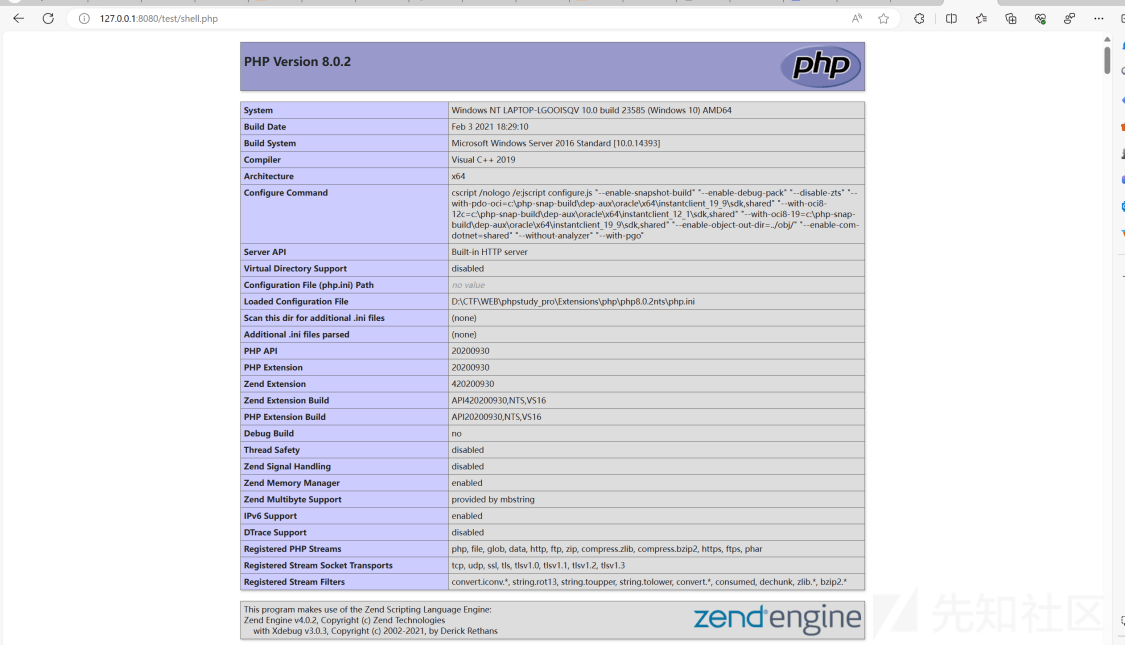 127.0.0.1:8080/test/shell.php
PHP Version 8.0.2
php
System Windows NT LAPTOP-LGOOISQV 10.0 build 23585 (Windows 10) AMD64
Build Date Feb 3 2021 18:29:10
Build System Microsoft Windows Server 2016 Standard [10.0.14393]
Compiler Visual C++ 2019
Architecture x64
Configure Command cscript /nologo /e:jscript configure.js "--enable-snapshot-build" "--enable-debug-pack" "--disable-zts" "--
with-pdo-oci=c:\php-snap-build\dep-aux\oracle\x64\instantclient_19_9\sdk,shared" "--with-oci8-
12c=c:\php-snap-build\dep-aux\oracle\x64\instantclient_12_1\sdk,shared" "--with-oci8-19=c:\php-snap-
build\dep-aux\oracle\x64\instantclient_19_9\sdk,shared" "--enable-object-out-dir=../obj/" "--enable-com-
dotnet=shared" "--without-analyzer" "--with-pgo"
Server API Built-in HTTP server
Virtual Directory Support disabled
Configuration File (php.ini) Path no value
Loaded Configuration File D:\CTF\WEB\phpstudy_pro\Extensions\php\php8.0.2nts\php.ini
Scan this dir for additional .ini files (none)
Additional .ini files parsed (none)
PHP API 20200930
PHP Extension 20200930
Zend Extension 420200930
Zend Extension Build API420200930,NTS,VS16
PHP Extension Build API20200930,NTS,VS16
Debug Build no
Thread Safety disabled
Zend Signal Handling disabled
Zend Memory Manager enabled
Zend Multibyte Support provided by mbstring
IPv6 Support enabled
DTrace Support disabled
Registered PHP Streams php, file, glob, data, http, ftp, zip, compress.zlib, compress.bzip2, https, ftps, phar
Registered Stream Socket Transports tcp, udp, ssl, tls, tlsv1.0, tlsv1.1, tlsv1.2, tlsv1.3
Registered Stream Filters convert.iconv.*, string.rot13, string.toupper, string.tolower, convert.*, consumed, dechunk, zlib.*, bzip2.*
This program makes use of the Zend Scripting Language Engine:
Zend Engine v4.0.2, Copyright (c) Zend Technologies
with Xdebug v3.0.3, Copyright (c) 2002-2021, by Derick Rethans
zend engine
先知社区